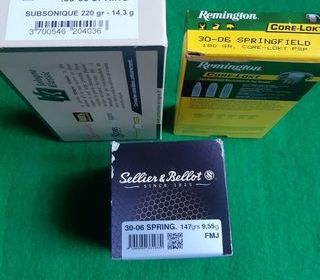 SUBSONIQUE 220 gr - 14,3 g
3 700546 204036
Remington
CORE-LOKT
30-06 SPRINGFIELD
180 GR, CORE-LOKT PSP
Remington
CORE-LOKT
Sellier & Bellot
SINCE 1825
30-06 SPRING. 147grs 9,55g
FMJ